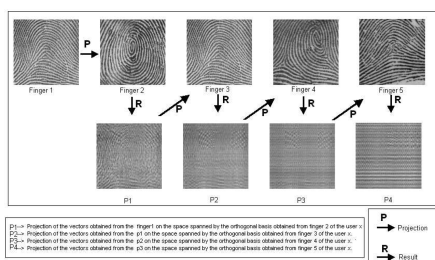 P
Finger 1 Finger 2 Finger 3 Finger 4 Finger 5
R P R P R P R
P1 P2 P3 P4
P1--> Projection of the vectors obtained from the finger1 on the space spanned by the orthogonal basis obtained from finger 2 of the user x
P2--> Projection of the vectors obtained from the p1 on the space spanned by the orthogonal basis obtained from finger 3 of the user x.
P3--> Projection of the vectors obtained from the p2 on the space spanned by the orthogonal basis obtained from finger 4 of the user x.
P4--> Projection of the vectors obtained from the p3 on the space spanned by the orthogonal basis obtained from finger 5 of the user x.
P
Projection
R
Result